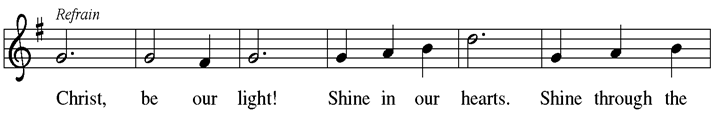 Refrain
Christ, be our light! Shine in our hearts. Shine through the